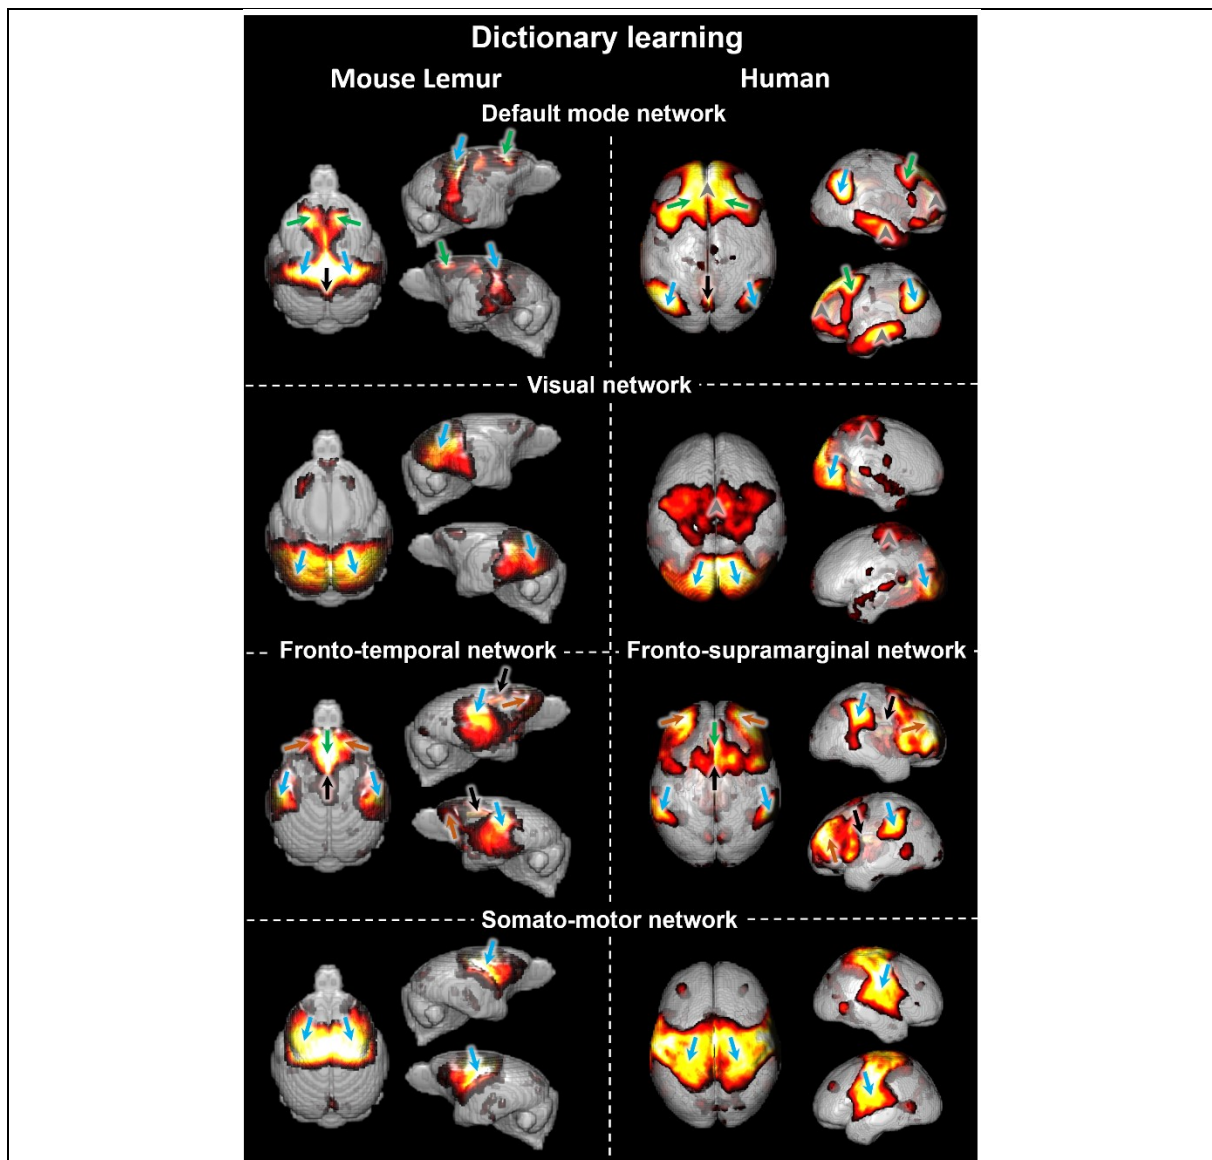 Dictionary learning
Mouse Lemur Human
Default mode network
Visual network
Fronto-temporal network Fronto-supramarginal network
Somato-motor network